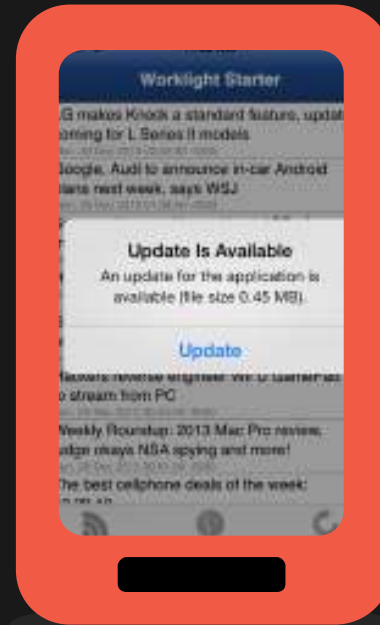 Worklight Starter
LG makes Knock a standard feature, updat
coming for L Series II models
Google, Audi to announce in-car Android
plans next week, says WSJ
Update Is Available
An update for the application is
available (file size 0.45 MB).
Update
Hackers reverse engineer Wii U GamePad
to stream from PC
Weekly Roundup: 2013 Mac Pro review,
judge okays NSA spying and more!
The best cellphone deals of the week: